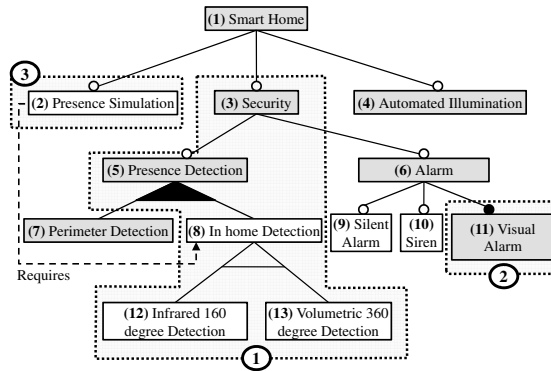 (1) Smart Home
3
(2) Presence Simulation
(3) Security
(4) Automated Illumination
(5) Presence Detection
(6) Alarm
(7) Perimeter Detection
(8) In home Detection
(9) Silent
Alarm
(10)
Siren
(11) Visual
Alarm
Requires
2
(12) Infrared 160
degree Detection
(13) Volumetric 360
degree Detection
1